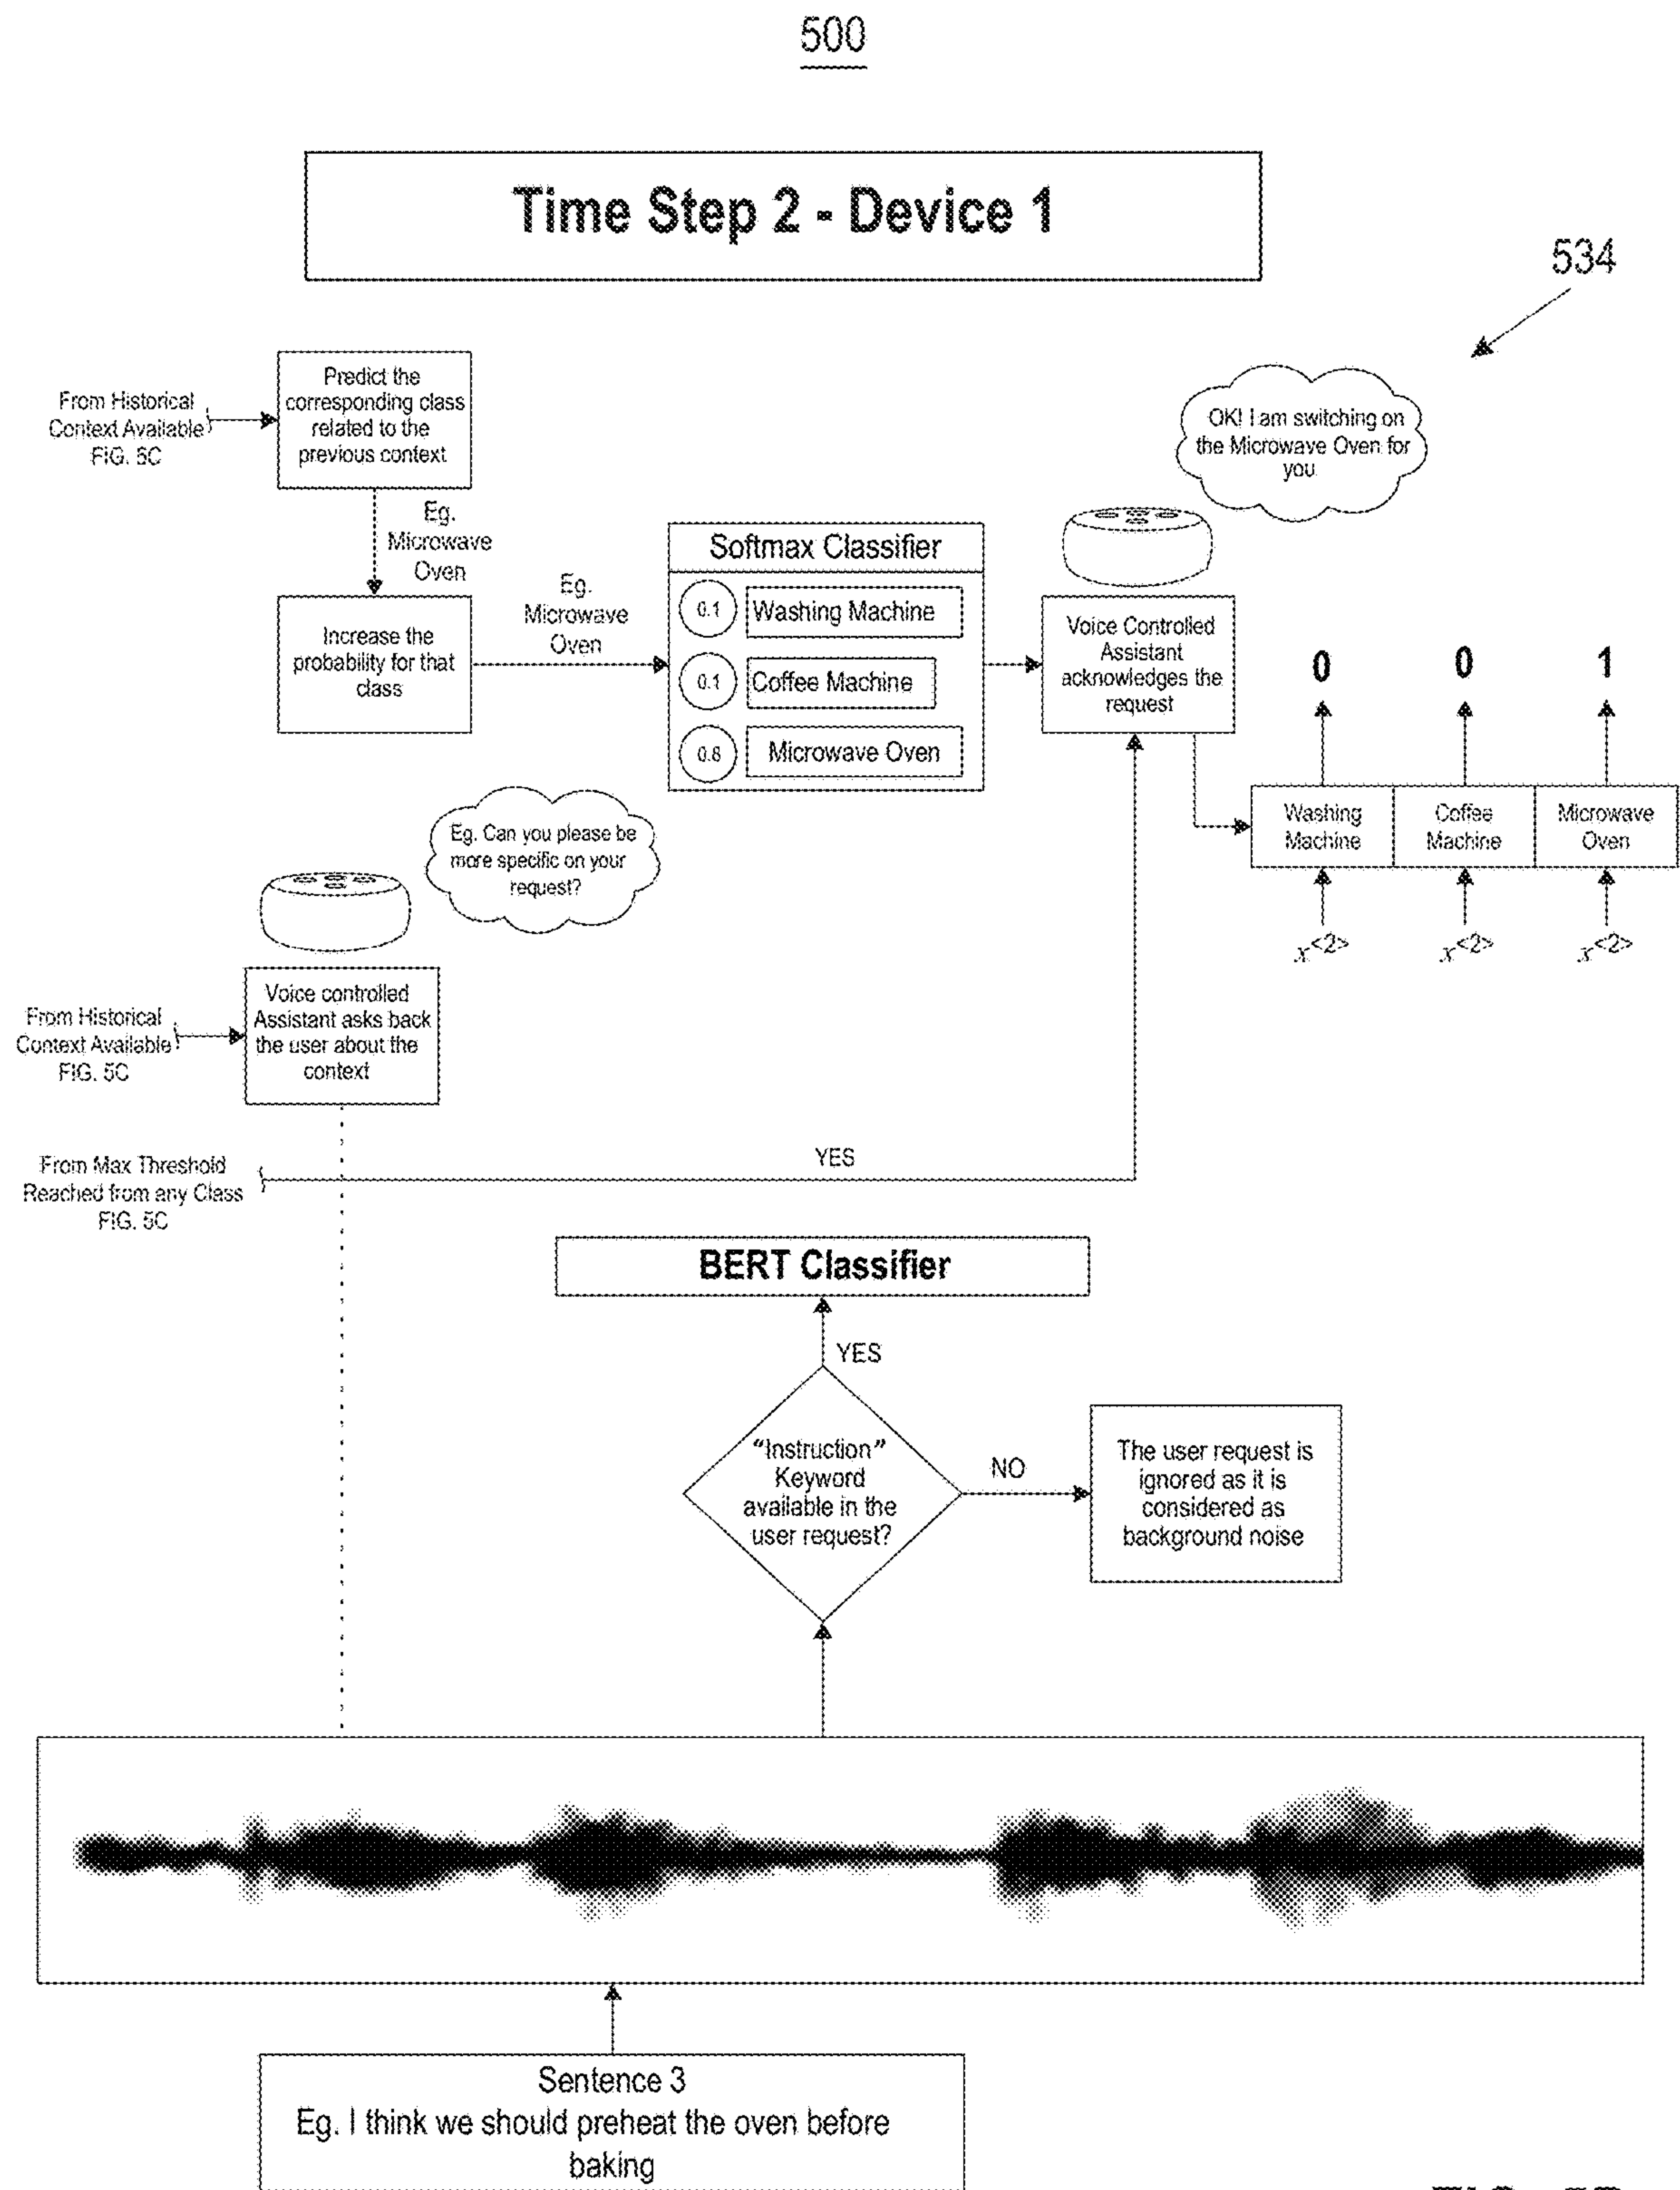 500
Time Step 2 - Device 1
534
From Historical
Context Available
FIG. 5C
Predict the
corresponding class
related to the
previous context
OK! I am switching on
the Microwave Oven for
you
Eg.
Microwave
Oven
Increase the
probability for that
class
Eg.
Microwave
Oven
Softmax Classifier
0.1 Washing Machine
0.1 Coffee Machine
0.8 Microwave Oven
Voice Controlled
Assistant
acknowledges the
request
0 0 1
Washing
Machine
Coffee
Machine
Microwave
Oven
x<2> x<2> x<2>
Eg. Can you please be
more specific on your
request?
From Historical
Context Available
FIG. 5C
Voice controlled
Assistant asks back
the user about the
context
From Max Threshold
Reached from any Class
FIG. 5C
YES
BERT Classifier
YES
“Instruction”
Keyword
available in the
user request?
NO
The user request is
ignored as it is
considered as
background noise
Sentence 3
Eg. I think we should preheat the oven before
baking